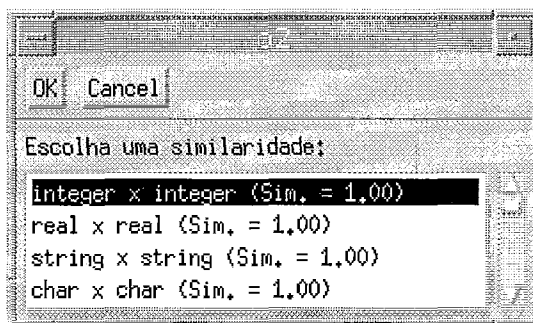 OK Cancel
Escolha uma similaridade:
integer x integer (Sim. = 1.00)
real x real (Sim. = 1.00)
string x string (Sim. = 1.00)
char x char (Sim. = 1.00)